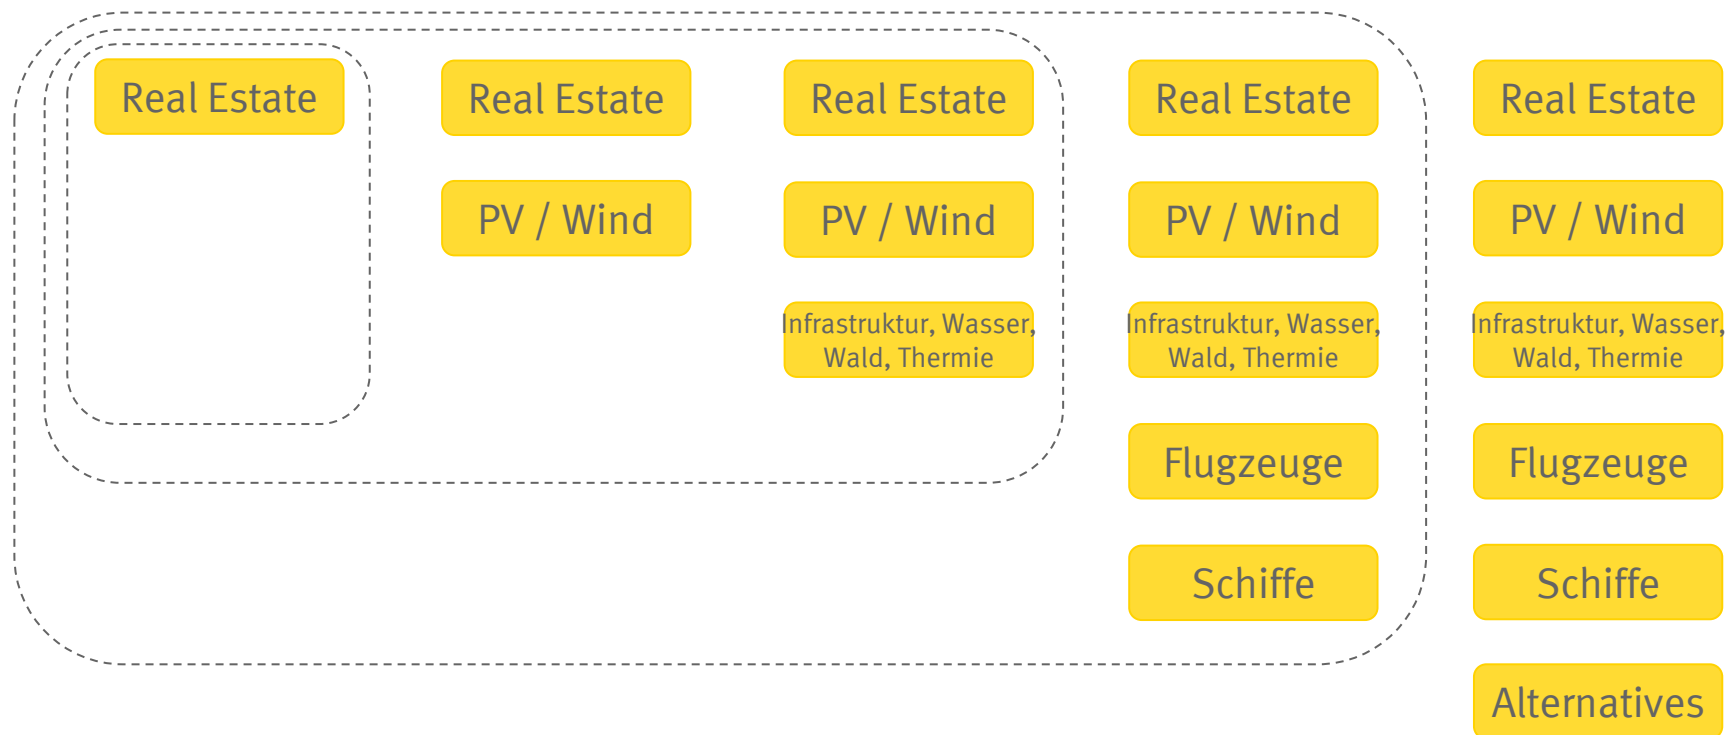 Real Estate
Real Estate
Real Estate
Real Estate
Real Estate
PV / Wind
PV / Wind
PV / Wind
PV / Wind
Infrastruktur, Wasser,
Wald, Thermie
Infrastruktur, Wasser,
Wald, Thermie
Infrastruktur, Wasser,
Wald, Thermie
Flugzeuge
Flugzeuge
Schiffe
Schiffe
Alternatives